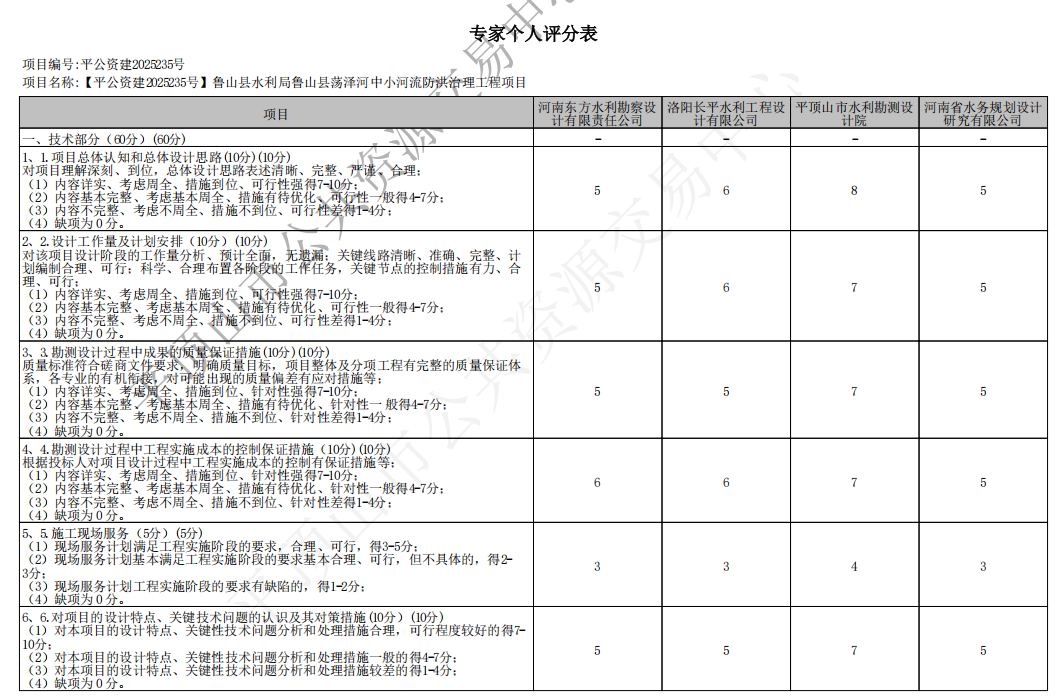 专家个人评分表
项目编号:平公资建2025235号
项目名称:【平公资建2025235号】鲁山县水利局鲁山县荡泽河中小河流防洪治理工程项目
项目
河南东方水利勘察设
计有限责任公司
洛阳长平水利工程设
计有限公司
平顶山市水利勘测设
计院
河南省水务规划设计
研究有限公司
一、技术部分（60分）(60分)
-
-
-
-
1、1.项目总体认知和总体设计思路(10分)(10分)
对项目理解深刻、到位，总体设计思路表述清晰、完整、严谨、合理；
（1）内容详实、考虑周全、措施到位、可行性强得7-10分；
（2）内容基本完整、考虑基本周全、措施有待优化、可行性一般得4-7分；
（3）内容不完整、考虑不周全、措施不到位、可行性差得1-4分；
（4）缺项为0分。
5
6
8
5
2、2.设计工作量及计划安排（10分）(10分)
对该项目设计阶段的工作量分析、预计全面，无遗漏；关键线路清晰、准确、完整、计
划编制合理、可行；科学、合理布置各阶段的工作任务，关键节点的控制措施有力、合
理、可行；
（1）内容详实、考虑周全、措施到位、可行性强得7-10分；
（2）内容基本完整、考虑基本周全、措施有待优化、可行性一般得4-7分；
（3）内容不完整、考虑不周全、措施不到位、可行性差得1-4分；
（4）缺项为0分。
5
6
7
5
3、3.勘测设计过程中成果的质量保证措施(10分)(10分)
质量标准符合磋商文件要求，明确质量目标，项目整体及分项工程有完整的质量保证体
系，各专业的有机衔接，对可能出现的质量偏差有应对措施等；
（1）内容详实、考虑周全、措施到位、针对性强得7-10分；
（2）内容基本完整、考虑基本周全、措施有待优化、针对性一 般得4-7分；
（3）内容不完整、考虑不周全、措施不到位、针对性差得1-4分；
（4）缺项为0分。
5
5
7
5
4、4.勘测设计过程中工程实施成本的控制保证措施（10分）(10分)
根据投标人对项目设计过程中工程实施成本的控制有保证措施等；
（1）内容详实、考虑周全、措施到位、针对性强得7-10分；
（2）内容基本完整、考虑基本周全、措施有待优化、针对性一般得4-7分；
（3）内容不完整、考虑不周全、措施不到位、针对性差得1-4分；
（4）缺项为0分。
6
6
7
5
5、5.施工现场服务（5分）(5分)
（1）现场服务计划满足工程实施阶段的要求，合理、可行，得3-5分；
（2）现场服务计划基本满足工程实施阶段的要求基本合理、可行，但不具体的，得2-
3分；
（3）现场服务计划工程实施阶段的要求有缺陷的，得1-2分；
（4）缺项为0分。
3
3
4
3
6、6.对项目的设计特点、关键技术问题的认识及其对策措施(10分）(10分)
（1）对本项目的设计特点、关键性技术问题分析和处理措施合理，可行程度较好的得7-
10分；
（2）对本项目的设计特点、关键性技术问题分析和处理措施一般的得4-7分；
（3）对本项目的设计特点、关键性技术问题分析和处理措施较差的得1-4分；
（4）缺项为0分。
5
5
7
5
平顶山市公共资源交易中心
平顶山市公共资源交易中心